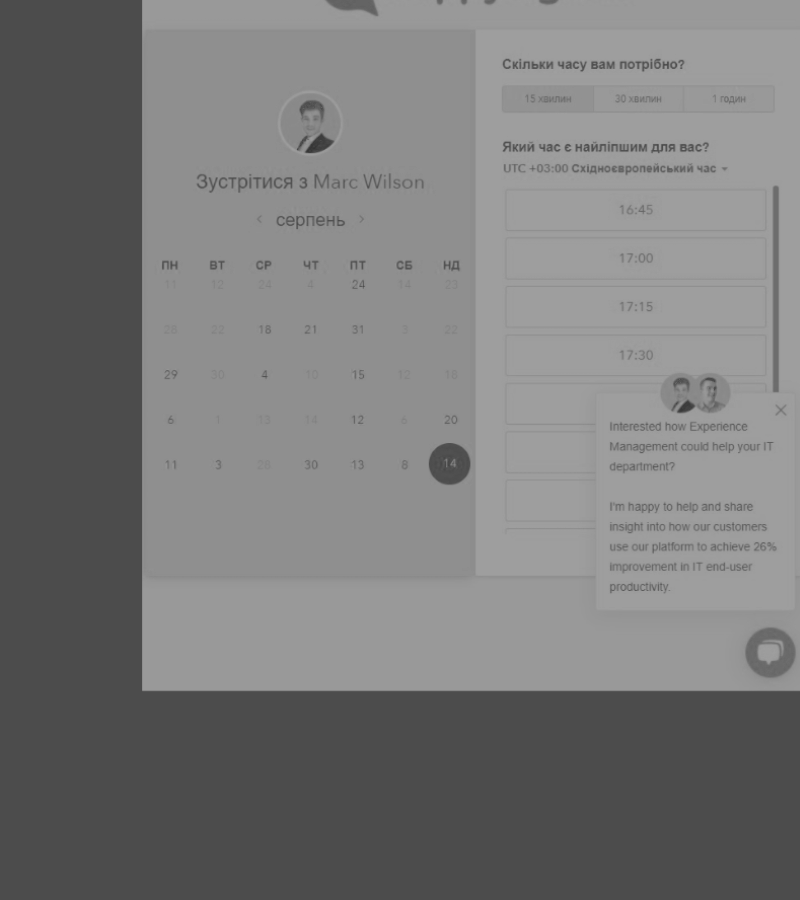 Скільки часу вам потрібно?
15 хвилин 30 хвилин 1 годин
Який час є найліпшим для вас?
UTC +03:00 Східноєвропейський час
16:45
17:00
17:15
17:30
Зустрітися з Marc Wilson
серпень
ПН ВТ СР ЧТ ПТ СБ НД
11 12 24 4 24 14 23
18 21 31 3 22
29 30 4 10 15 12 18
6 1 13 14 12 6 20
11 3 28 30 13 8 14
Interested how Experience
Management could help your IT
department?
I'm happy to help and share
insight into how our customers
use our platform to achieve 26%
improvement in IT end-user
productivity.